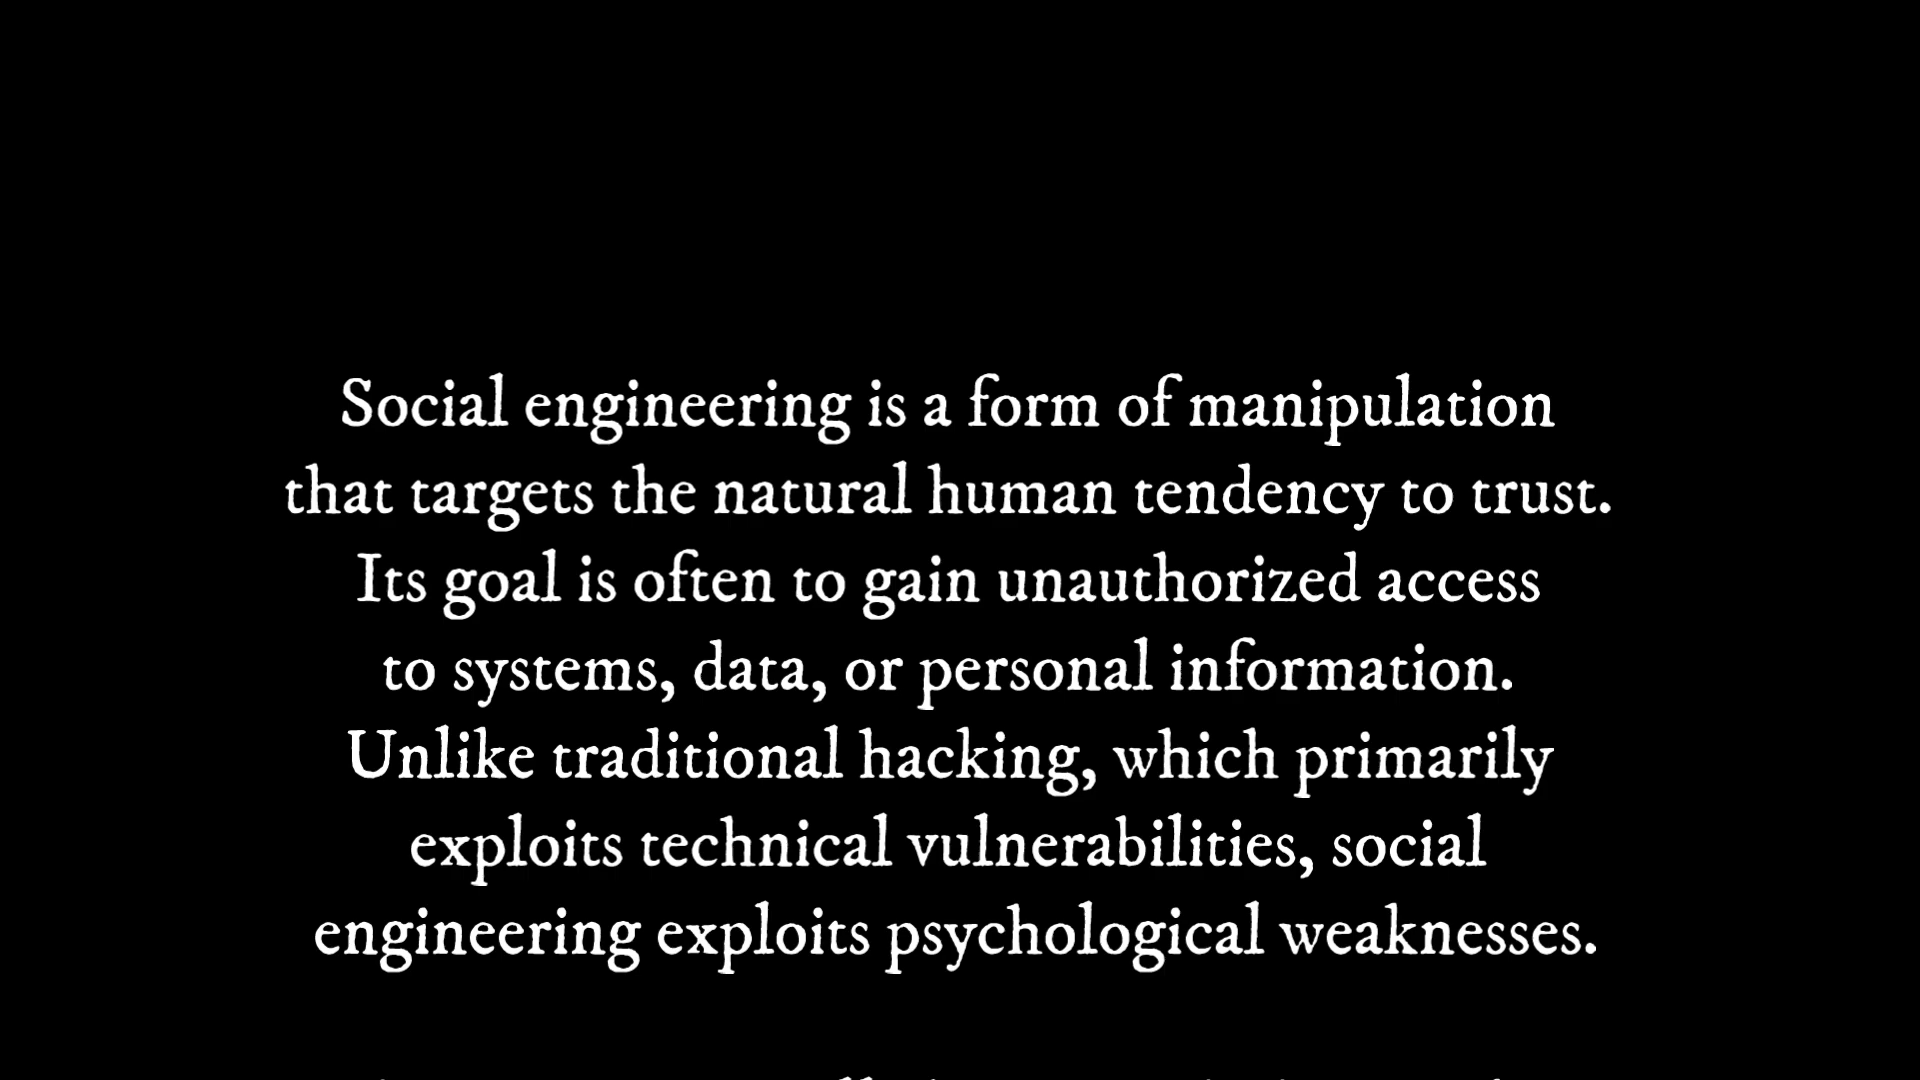 Social engineering is a form of manipulation
that targets the natural human tendency to trust.
Its goal is often to gain unauthorized access
to systems, data, or personal information.
Unlike traditional hacking, which primarily
exploits technical vulnerabilities, social
engineering exploits psychological weaknesses.